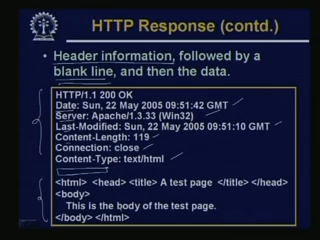 HTTP Response (contd.)
• Header information, followed by a
blank line, and then the data.
HTTP/1.1 200 OK
Date: Sun, 22 May 2005 09:51:42 GMT
Server: Apache/1.3.33 (Win32)
Last-Modified: Sun, 22 May 2005 09:51:10 GMT
Content-Length: 119
Connection: close
Content-Type: text/html
<html> <head> <title> A test page </title> </head>
<body>
This is the body of the test page.
</body> </html>